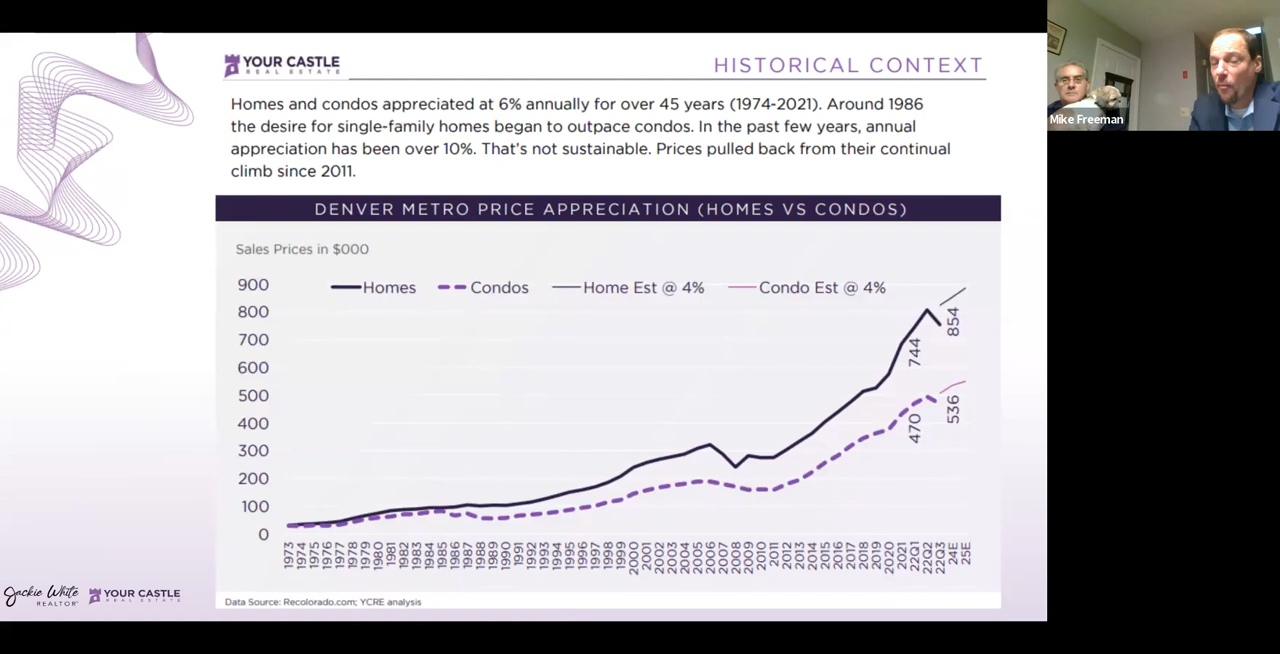 YOUR CASTLE
REAL ESTATE
HISTORICAL CONTEXT
Homes and condos appreciated at 6% annually for over 45 years (1974-2021). Around 1986
the desire for single-family homes began to outpace condos. In the past few years, annual
appreciation has been over 10%. That's not sustainable. Prices pulled back from their continual
climb since 2011.
DENVER METRO PRICE APPRECIATION (HOMES VS CONDOS)
Sales Prices in $000
Homes Condos Home Est @ 4% Condo Est @ 4%
900
800
700
600
500
400
300
200
100
0
744
854
470
536
1973 1974 1975 1976 1977 1978 1979 1980 1981 1982 1983 1984 1985 1986 1987 1988 1989 1990 1991 1992 1993 1994 1995 1996 1997 1998 1999 2000 2001 2002 2003 2004 2005 2006 2007 2008 2009 2010 2011 2012 2013 2014 2015 2016 2017 2018 2019 2020 2021 22Q1 22Q2 22Q3 24E 25E
Data Source: Recolorado.com; YCRE analysis
Jackie White
REALTOR
YOUR CASTLE
REAL ESTATE
Mike Freeman